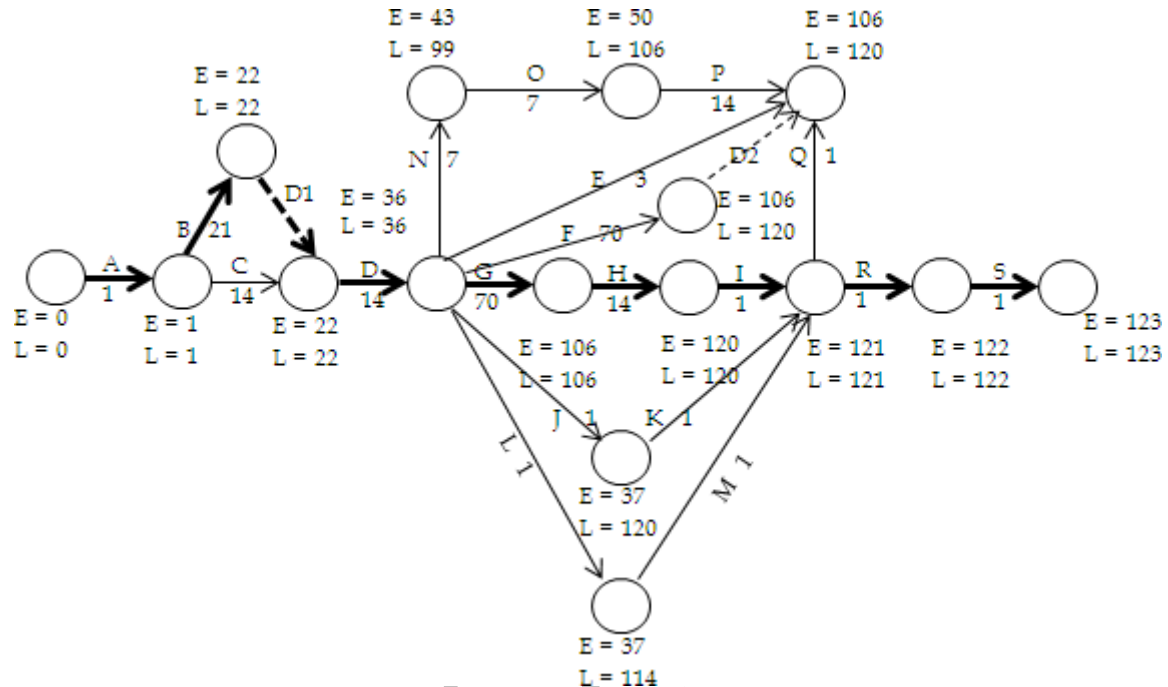 E = 43
L = 99
E = 50
L = 106
E = 106
L = 120
E = 22
L = 22
O
7
P
14
N 7
D2
Q 1
E 3
D1
E = 36
L = 36
E = 106
L = 120
B 21
F 70
A
1
C
14
D
14
G
70
H
14
I
1
R
1
S
1
E = 0
L = 0
E = 1
L = 1
E = 22
L = 22
E = 106
L = 106
E = 120
L = 120
E = 121
L = 121
E = 122
L = 122
E = 123
L = 123
J 1
K 1
L 1
M 1
E = 37
L = 120
E = 37
L = 114